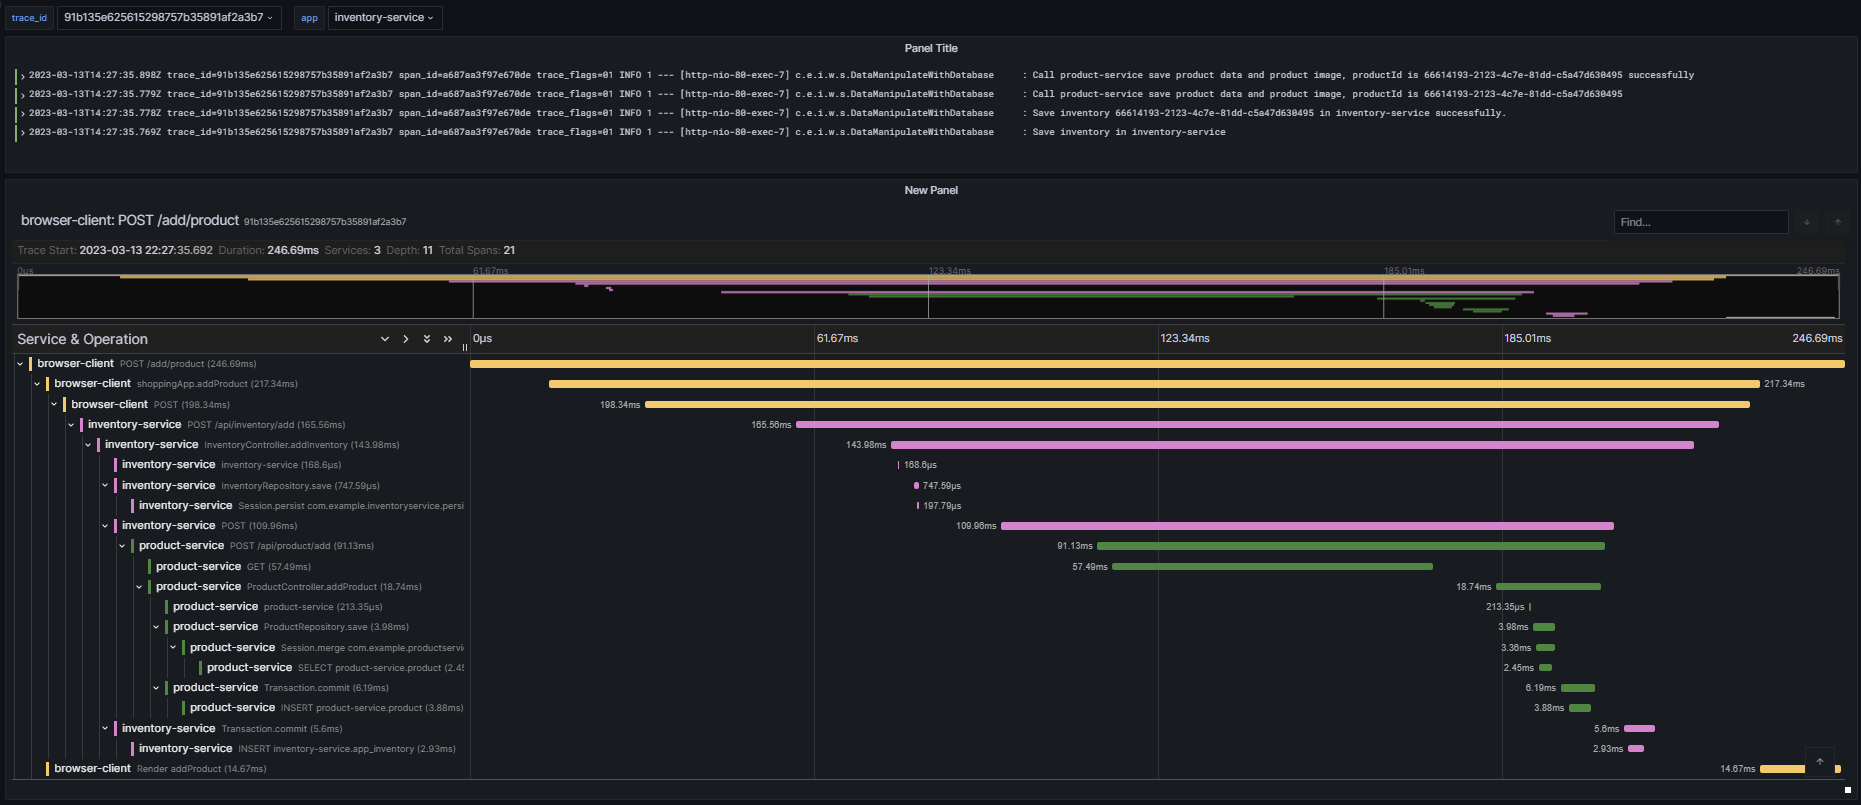 trace_id 91b135e625615298757b35891af2a3b7 app inventory-service
Panel Title
2023-03-13T14:27:35.898Z trace_id=91b135e625615298757b35891af2a3b7 span_id=a687aa3f97e670de trace_flags=01 INFO 1 --- [http-nio-80-exec-7] c.e.i.w.s.DataManipulateWithDatabase : Call product-service save product data and product image, productId is 66614193-2123-4c7e-81dd-c5a47d630495 successfully
2023-03-13T14:27:35.779Z trace_id=91b135e625615298757b35891af2a3b7 span_id=a687aa3f97e670de trace_flags=01 INFO 1 --- [http-nio-80-exec-7] c.e.i.w.s.DataManipulateWithDatabase : Call product-service save product data and product image, productId is 66614193-2123-4c7e-81dd-c5a47d630495
2023-03-13T14:27:35.778Z trace_id=91b135e625615298757b35891af2a3b7 span_id=a687aa3f97e670de trace_flags=01 INFO 1 --- [http-nio-80-exec-7] c.e.i.w.s.DataManipulateWithDatabase : Save inventory 66614193-2123-4c7e-81dd-c5a47d630495 in inventory-service successfully.
2023-03-13T14:27:35.769Z trace_id=91b135e625615298757b35891af2a3b7 span_id=a687aa3f97e670de trace_flags=01 INFO 1 --- [http-nio-80-exec-7] c.e.i.w.s.DataManipulateWithDatabase : Save inventory in inventory-service
New Panel
browser-client: POST /add/product 91b135e625615298757b35891af2a3b7 Find...
Trace Start: 2023-03-13 22:27:35.692 Duration: 246.69ms Services: 3 Depth: 11 Total Spans: 21
0μs 61.67ms 123.34ms 185.01ms 246.69ms
Service & Operation 0μs 61.67ms 123.34ms 185.01ms 246.69ms
browser-client POST /add/product (246.69ms)
browser-client shoppingApp.addProduct (217.34ms) 217.34ms
browser-client POST (198.34ms) 198.34ms
inventory-service POST /api/inventory/add (165.56ms) 165.56ms
inventory-service InventoryController.addInventory (143.98ms) 143.98ms
inventory-service inventory-service (168.6μs) 168.6μs
inventory-service InventoryRepository.save (747.59μs) 747.59μs
inventory-service Session.persist com.example.inventoryservice.persi 197.79μs
inventory-service POST (109.96ms) 109.96ms
product-service POST /api/product/add (91.13ms) 91.13ms
product-service GET (57.49ms) 57.49ms
product-service ProductController.addProduct (18.74ms) 18.74ms
product-service product-service (213.35μs) 213.35μs
product-service ProductRepository.save (3.98ms) 3.98ms
product-service Session.merge com.example.productservi 3.36ms
product-service SELECT product-service.product (2.45 2.45ms
product-service Transaction.commit (6.19ms) 6.19ms
product-service INSERT product-service.product (3.88ms) 3.88ms
inventory-service Transaction.commit (5.6ms) 5.6ms
inventory-service INSERT inventory-service.app_inventory (2.93ms) 2.93ms
browser-client Render addProduct (14.67ms) 14.67ms